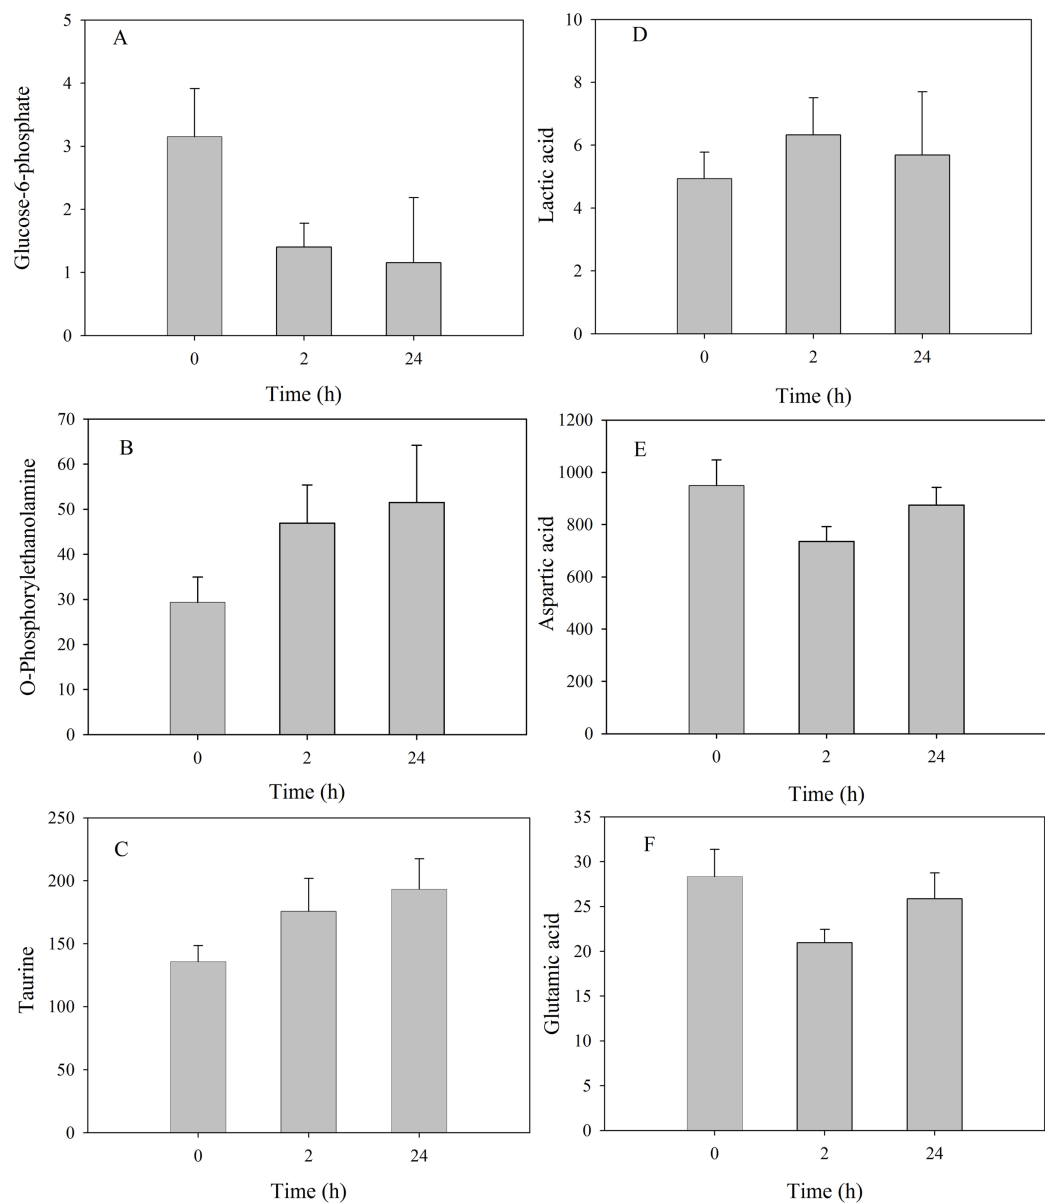 A
Glucose-6-phosphate
5
4
3
2
1
0
0 2 24
Time (h)
D
Lactic acid
10
8
6
4
2
0
0 2 24
Time (h)
B
O-Phosphorylethanolamine
70
60
50
40
30
20
10
0
0 2 24
Time (h)
E
Aspartic acid
1200
1000
800
600
400
200
0
0 2 24
Time (h)
C
Taurine
250
200
150
100
50
0
0 2 24
Time (h)
F
Glutamic acid
35
30
25
20
15
10
5
0
0 2 24
Time (h)